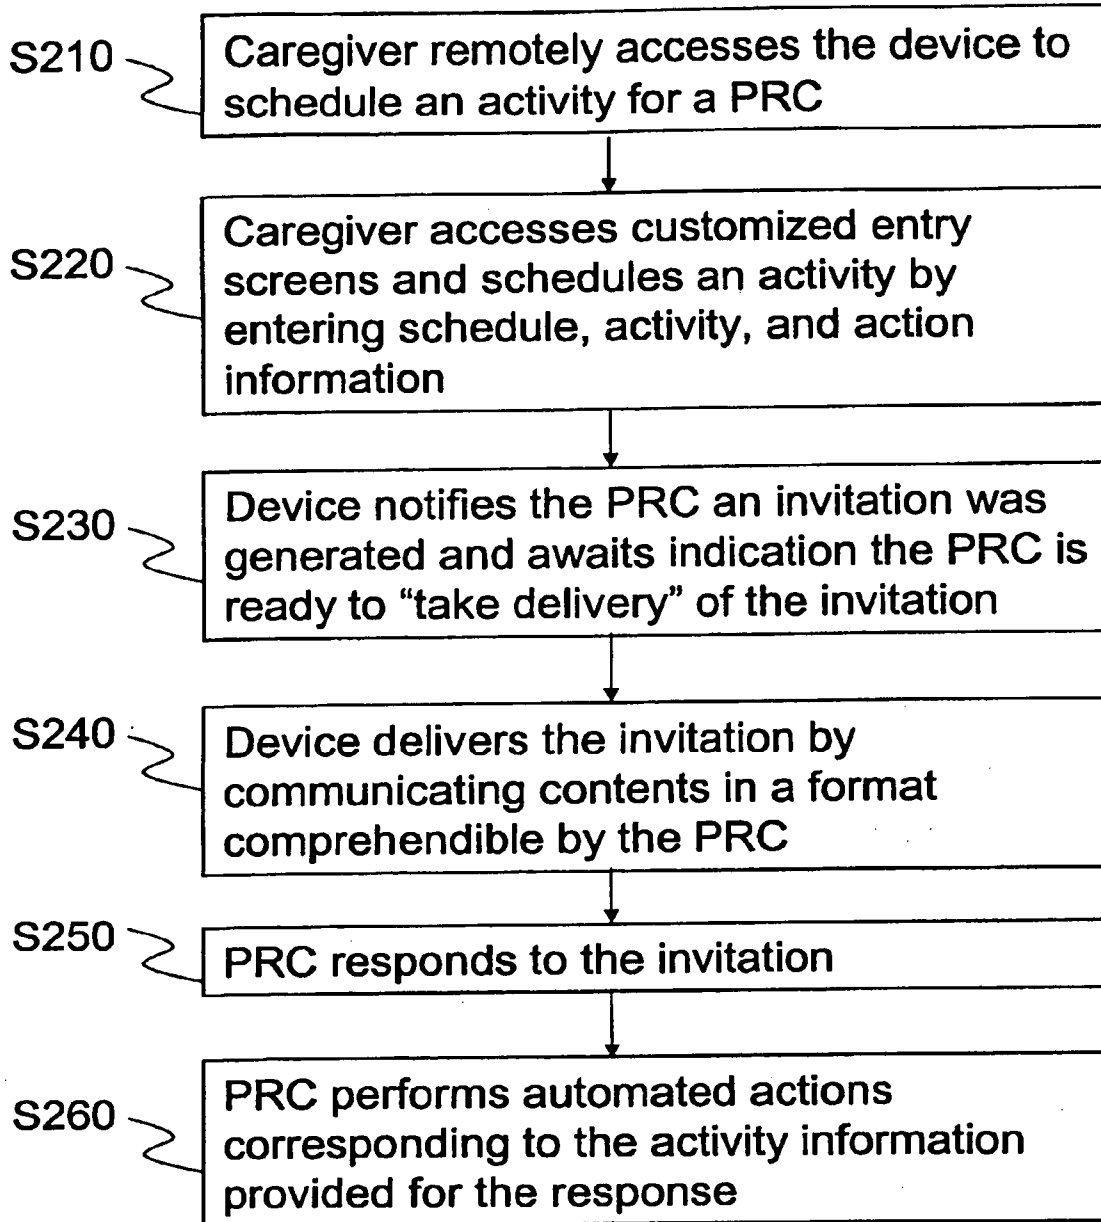 S210
Caregiver remotely accesses the device to
schedule an activity for a PRC
S220
Caregiver accesses customized entry
screens and schedules an activity by
entering schedule, activity, and action
information
S230
Device notifies the PRC an invitation was
generated and awaits indication the PRC is
ready to “take delivery” of the invitation
S240
Device delivers the invitation by
communicating contents in a format
comprehendible by the PRC
S250
PRC responds to the invitation
S260
PRC performs automated actions
corresponding to the activity information
provided for the response